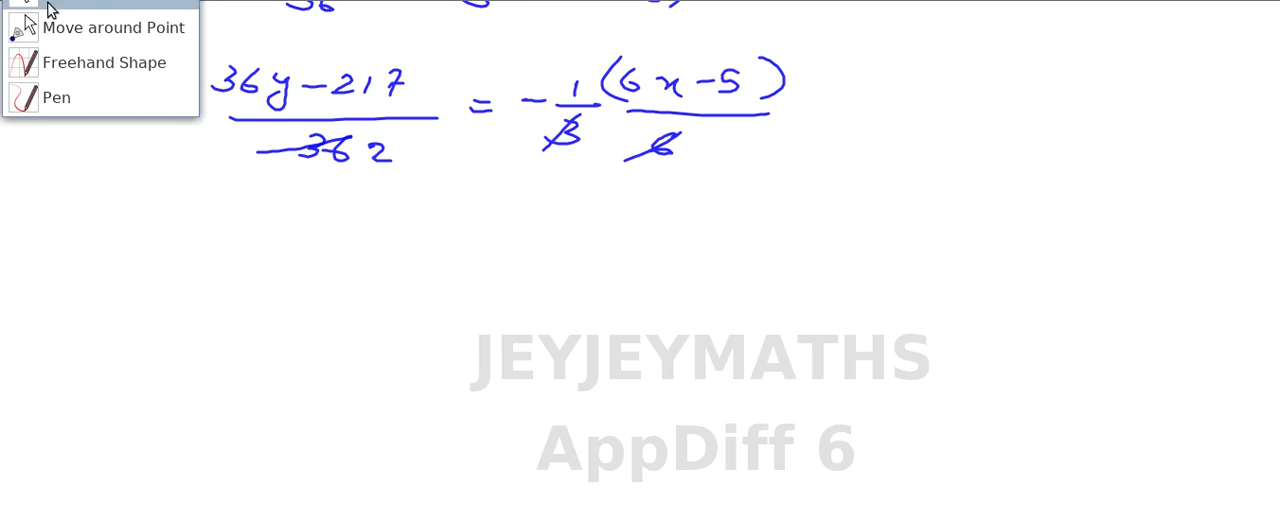 Move around Point
Freehand Shape
Pen
36y-217 = -1 (6x-5)
36 2 3 6
JEYJEYMATHS
AppDiff 6